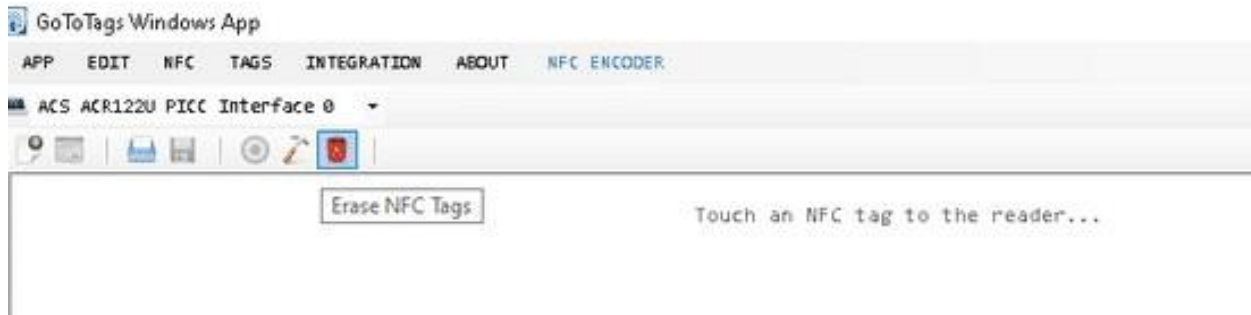 GoToTags Windows App
APP EDIT NFC TAGS INTEGRATION ABOUT NFC ENCODER
ACS ACR122U PICC Interface 0
Erase NFC Tags
Touch an NFC tag to the reader...